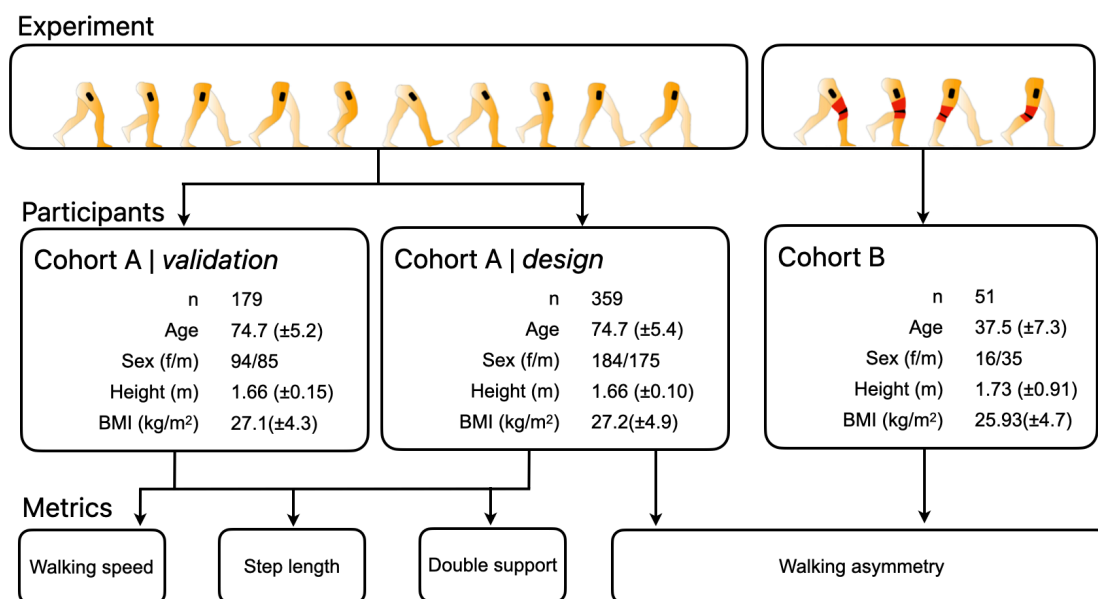 Experiment
Participants
Cohort A | validation
n 179
Age 74.7 (±5.2)
Sex (f/m) 94/85
Height (m) 1.66 (±0.15)
BMI (kg/m²) 27.1(±4.3)
Cohort A | design
n 359
Age 74.7 (±5.4)
Sex (f/m) 184/175
Height (m) 1.66 (±0.10)
BMI (kg/m²) 27.2(±4.9)
Cohort B
n 51
Age 37.5 (±7.3)
Sex (f/m) 16/35
Height (m) 1.73 (±0.91)
BMI (kg/m²) 25.93(±4.7)
Metrics
Walking speed
Step length
Double support
Walking asymmetry